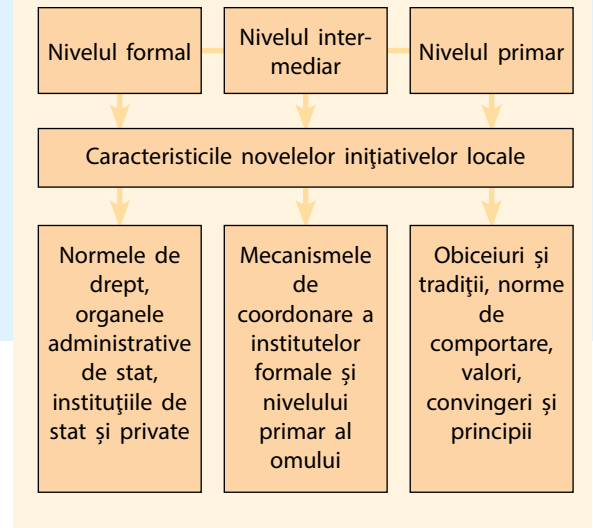 Nivelul formal
Nivelul inter-
mediar
Nivelul primar
Caracteristicile novelelor iniţiativelor locale
Normele de
drept,
organele
administrative
de stat,
instituţiile de
stat și private
Mecanismele
de
coordonare a
institutelor
formale și
nivelului
primar al
omului
Obiceiuri și
tradiţii, norme
de
comportare,
valori,
convingeri și
principii